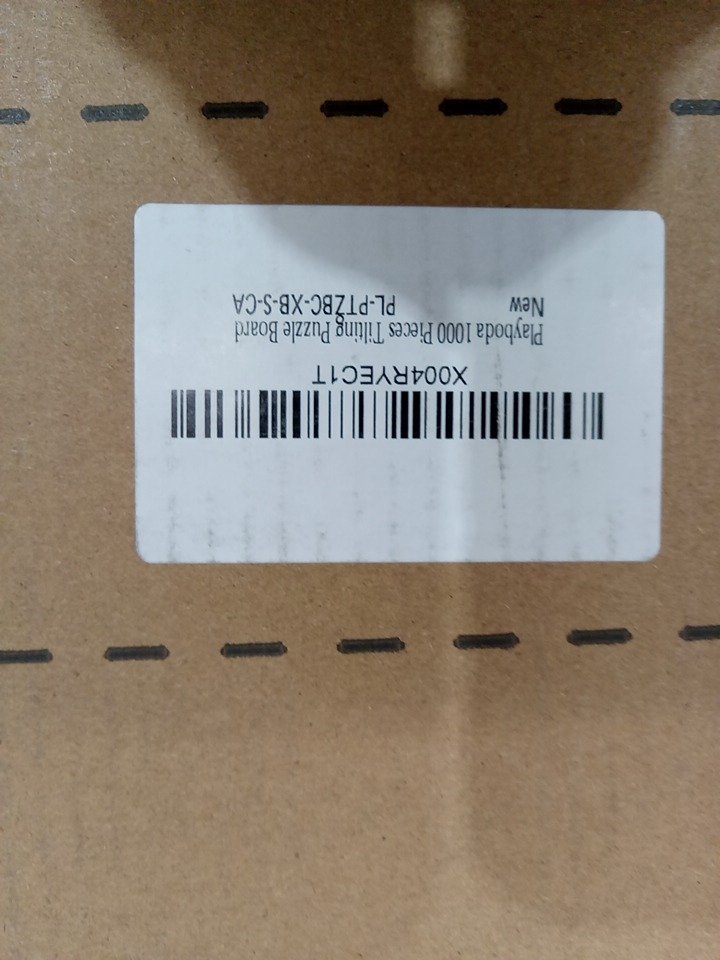 X004RYEC1T
Playboda 1000 Pieces Tilting Puzzle Board
New PL-PTZBC-XB-S-CA